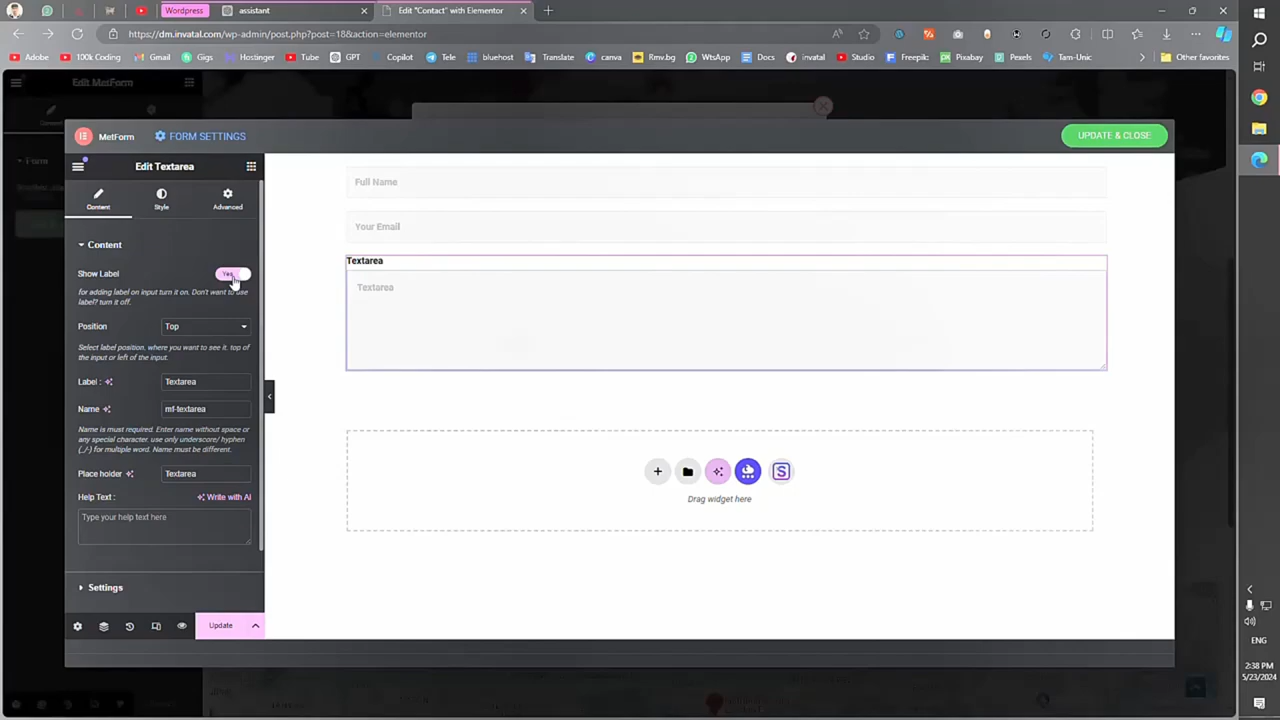 Wordpress
assistant
Edit "Contact" with Elementor
https://dm.invatal.com/wp-admin/post.php?post=18&action=elementor
Adobe
100k Coding
Gmail
Gigs
Hostinger
Tube
GPT
Copilot
Tele
bluehost
Translate
canva
Rmv.bg
WtsApp
Docs
invatal
Studio
Freepik:
Pixabay
Pexels
Tam-Unic
Other favorites
Edit MetForm
Form
MetForm
FORM SETTINGS
UPDATE & CLOSE
Edit Textarea
Content
Style
Advanced
Content
Show Label
Yes
for adding label on input turn it on. Don't want to use
label? turn it off.
Position
Top
Select label position, where you want to see it. top of
the input or left of the input.
Label :
Textarea
Name
mf-textarea
Name is must required. Enter name without space or
any special character. use only underscore/ hyphen
(_/-) for multiple word. Name must be different.
Place holder
Textarea
Help Text :
Write with AI
Type your help text here
Settings
Update
Full Name
Your Email
Textarea
Textarea
Drag widget here
ENG
2:38 PM
5/23/2024